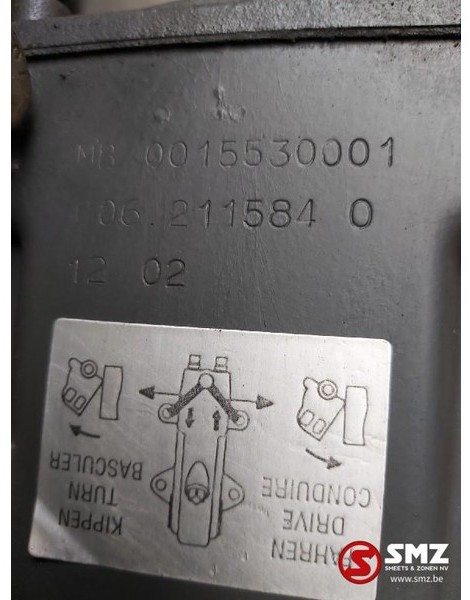 MB 0015530001
06.211584 0
12 02
KIPPEN
TURN
BASCULER
FAHREN
DRIVE
CONDUIRE
SMZ
SMEETS & ZONEN NV
www.smz.be